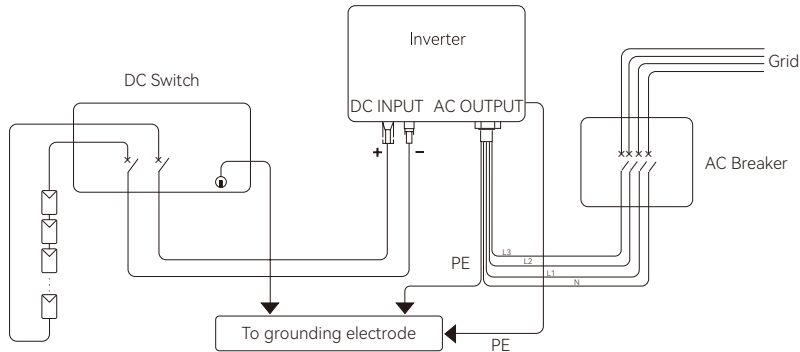 Inverter
Grid
DC Switch
DC INPUT
AC OUTPUT
+
−
AC Breaker
L3
L2
PE
L1
N
To grounding electrode
PE